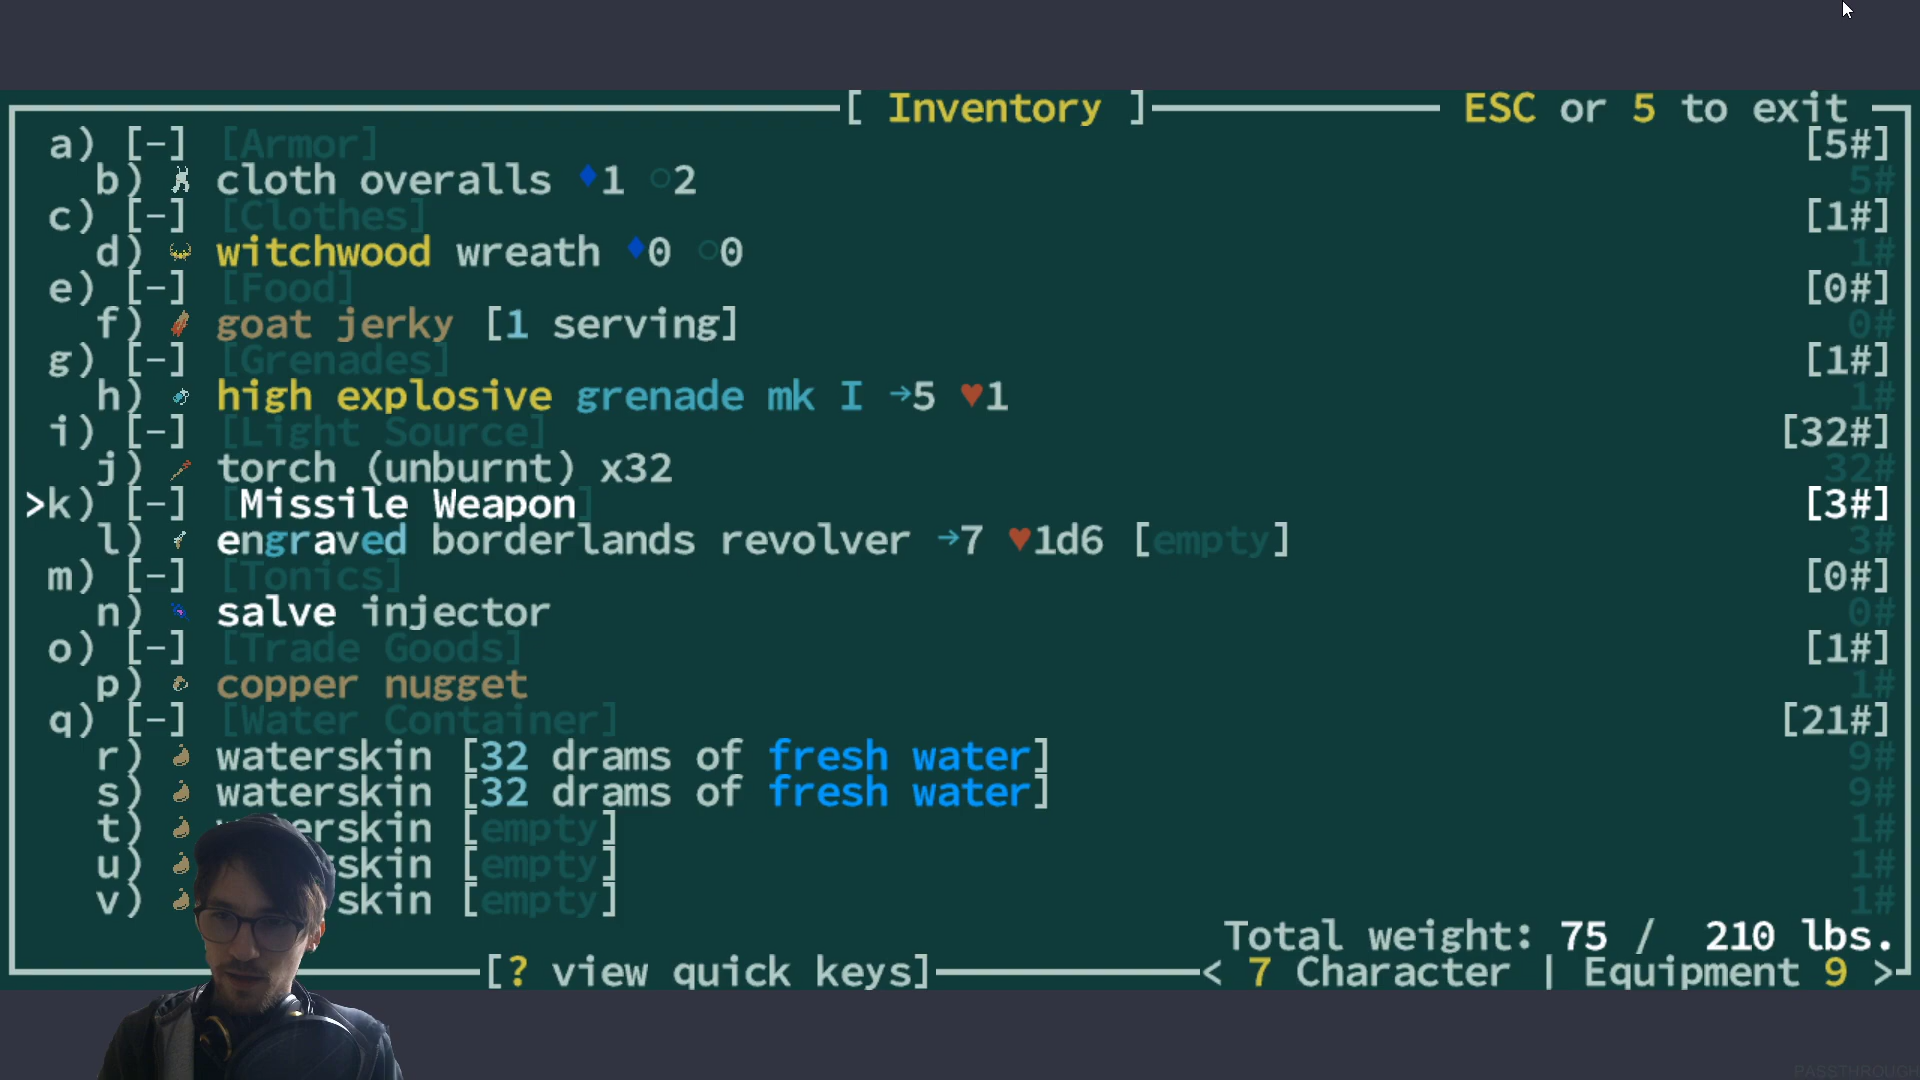 [ Inventory ] ESC or 5 to exit
a) [-] [Armor] [5#]
b) cloth overalls ♦1 ○2 5#
c) [-] [Clothes] [1#]
d) witchwood wreath ♦0 ○0 1#
e) [-] [Food] [0#]
f) goat jerky [1 serving] 0#
g) [-] [Grenades] [1#]
h) high explosive grenade mk I →5 ♥1 1#
i) [-] [Light Source] [32#]
j) torch (unburnt) x32 32#
>k) [-] [Missile Weapon] [3#]
l) engraved borderlands revolver →7 ♥1d6 [empty] 3#
m) [-] [Tonics] [0#]
n) salve injector 0#
o) [-] [Trade Goods] [1#]
p) copper nugget 1#
q) [-] [Water Container] [21#]
r) waterskin [32 drams of fresh water] 9#
s) waterskin [32 drams of fresh water] 9#
t) erskin [empty] 1#
u) skin [empty] 1#
v) skin [empty] 1#
Total weight: 75 / 210 lbs.
[? view quick keys] < 7 Character | Equipment 9 >
PASSTHROUGH